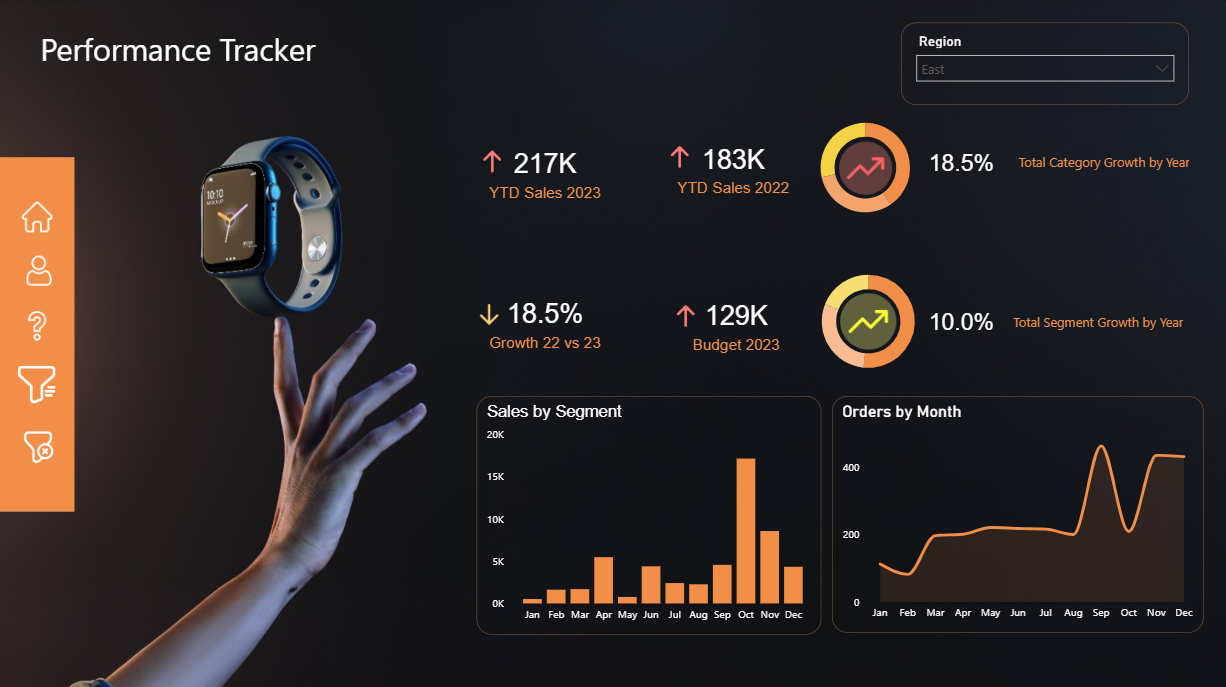 Performance Tracker
Region
East
10:10
217K
YTD Sales 2023
183K
YTD Sales 2022
18.5%
Total Category Growth by Year
18.5%
Growth 22 vs 23
129K
Budget 2023
10.0%
Total Segment Growth by Year
Sales by Segment
20K
15K
10K
5K
0K
Jan Feb Mar Apr May Jun Jul Aug Sep Oct Nov Dec
Orders by Month
400
200
0
Jan Feb Mar Apr May Jun Jul Aug Sep Oct Nov Dec